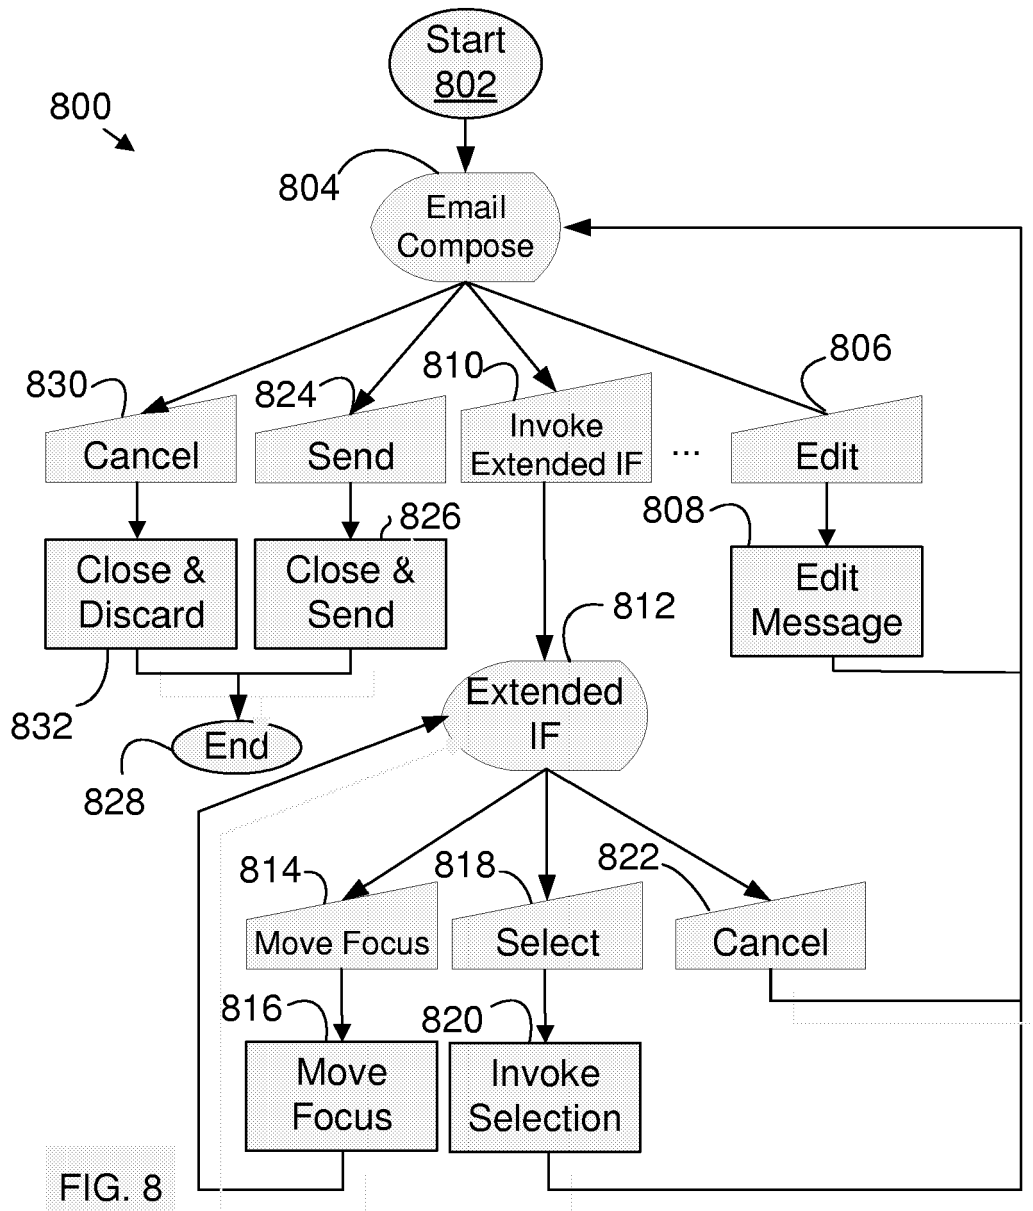 Start
802
800
804
Email
Compose
830
824
810
806
Cancel
Send
Invoke
Extended IF
...
Edit
826
808
Close &
Discard
Close &
Send
Edit
Message
812
832
Extended
IF
End
828
814
818
822
Move Focus
Select
Cancel
816
820
Move
Focus
Invoke
Selection
FIG. 8